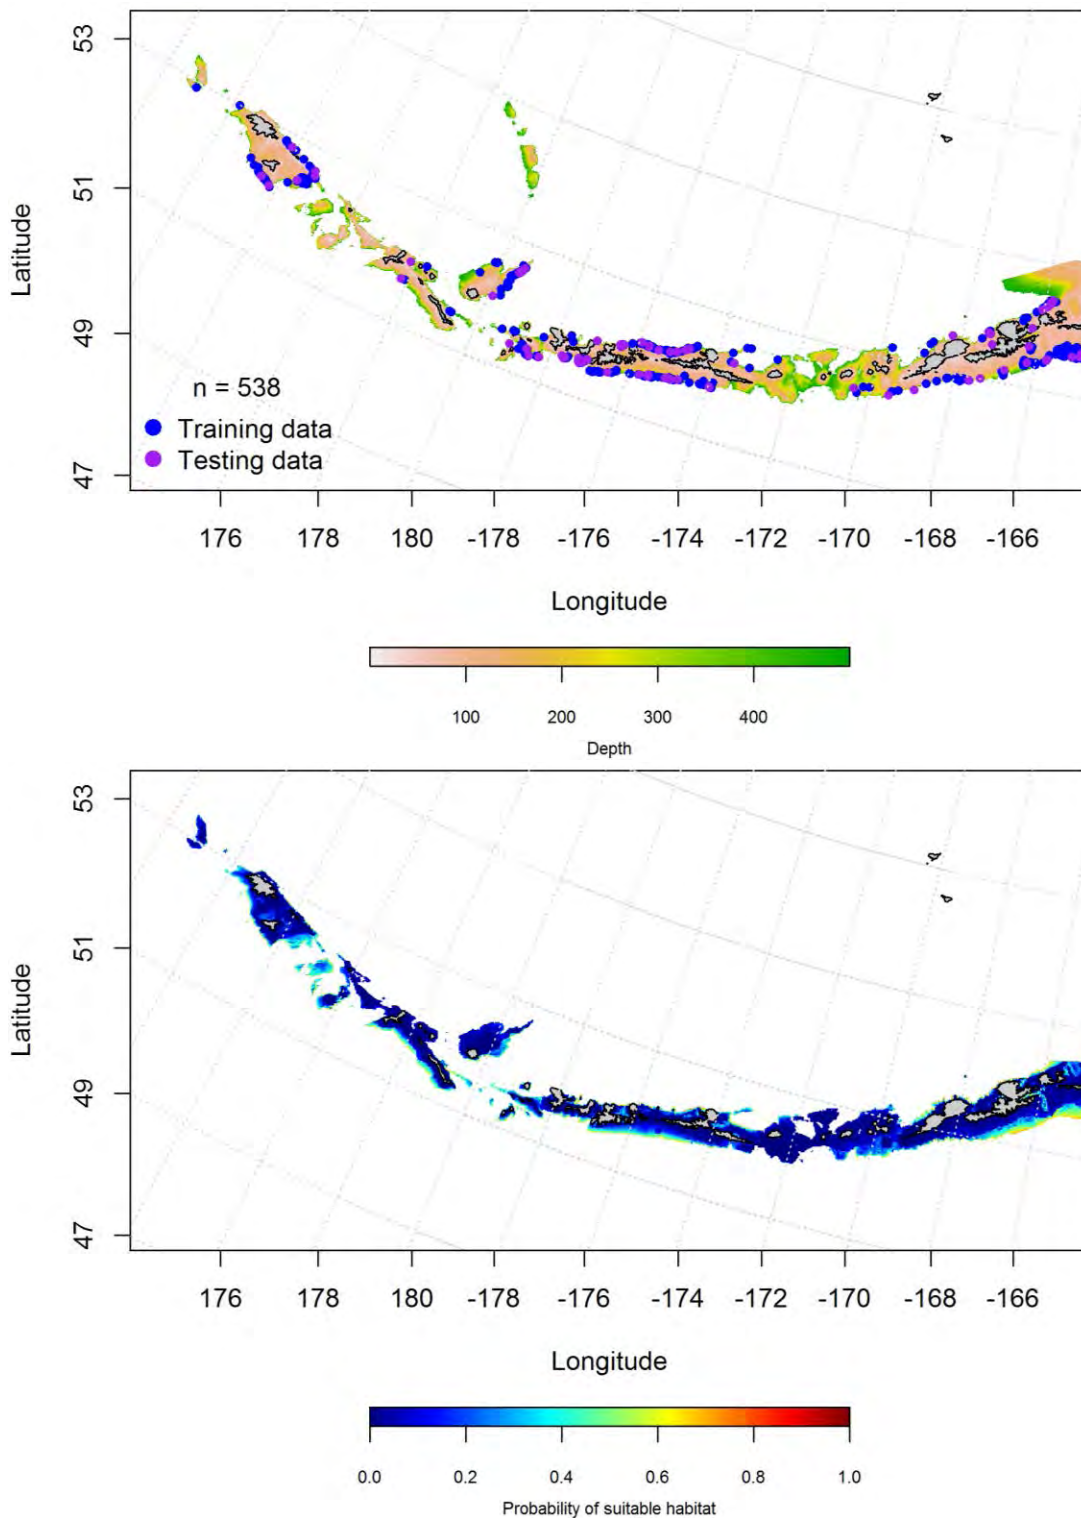 53
51
49
47
Latitude
n = 538
Training data
Testing data
176 178 180 -178 -176 -174 -172 -170 -168 -166
Longitude
100 200 300 400
Depth
53
51
49
47
Latitude
176 178 180 -178 -176 -174 -172 -170 -168 -166
Longitude
0.0 0.2 0.4 0.6 0.8 1.0
Probability of suitable habitat